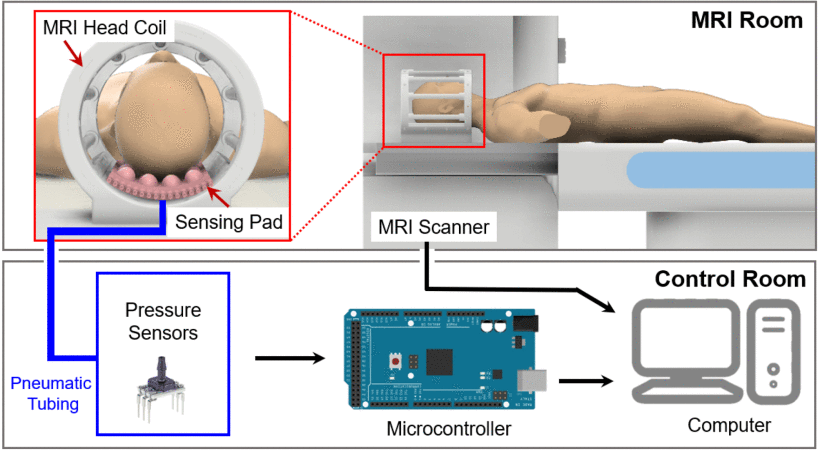 MRI Room
MRI Head Coil
Sensing Pad
MRI Scanner
Control Room
Pressure
Sensors
Pneumatic
Tubing
Microcontroller
Computer